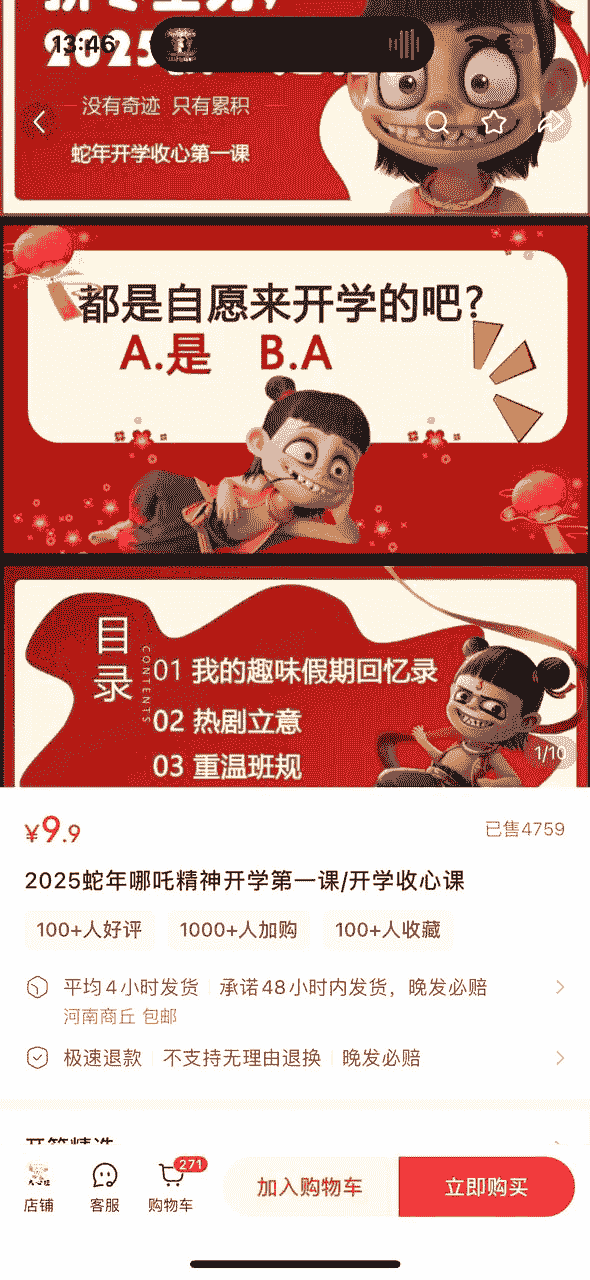 13:46
2025
没有奇迹 只有累积
蛇年开学收心第一课
都是自愿来开学的吧?
A.是 B.A
目录
CONTENTS
01 我的趣味假期回忆录
02 热剧立意
03 重温班规
1/10
¥9.9
已售4759
2025蛇年哪吒精神开学第一课/开学收心课
100+人好评 1000+人加购 100+人收藏
平均4小时发货 承诺48小时内发货，晚发必赔
河南商丘 包邮
极速退款 不支持无理由退换 晚发必赔
271
店铺 客服 购物车 加入购物车 立即购买